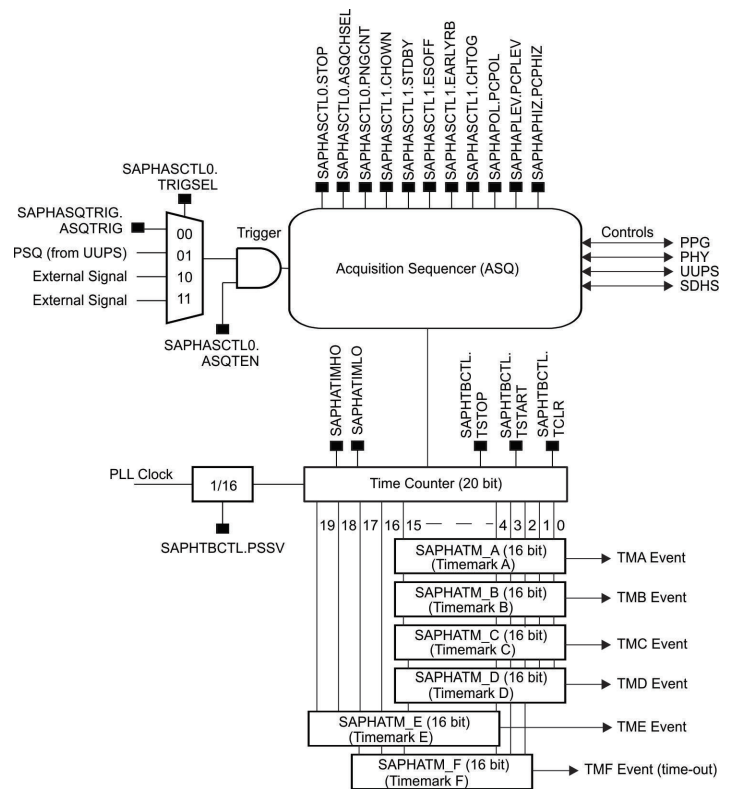 SAPHASCTL0.STOP
SAPHASCTL0.ASQCHSEL
SAPHASCTL0.PNGCNT
SAPHASCTL1.CHOWN
SAPHASCTL1.STDBY
SAPHASCTL1.ESOFF
SAPHASCTL1.EARLYRB
SAPHASCTL1.CHTOG
SAPHAPOL.PCPOL
SAPHAPLEV.PCPLEV
SAPHAPHIZ.PCPHIZ
SAPHASCTL0.
TRIGSEL
SAPHASQTRIG.
ASQTRIG
PSQ (from UUPS)
External Signal
External Signal
00
01
10
11
Trigger
SAPHASCTL0.
ASQTEN
Acquisition Sequencer (ASQ)
Controls
PPG
PHY
UUPS
SDHS
SAPHATIMHO
SAPHATIMLO
SAPHTBCTL.
TSTOP
SAPHTBCTL.
TSTART
SAPHTBCTL.
TCLR
PLL Clock
1/16
SAPHTBCTL.PSSV
Time Counter (20 bit)
19 18 17 16 15 — — — 4 3 2 1 0
SAPHATM_A (16 bit)
(Timemark A)
TMA Event
SAPHATM_B (16 bit)
(Timemark B)
TMB Event
SAPHATM_C (16 bit)
(Timemark C)
TMC Event
SAPHATM_D (16 bit)
(Timemark D)
TMD Event
SAPHATM_E (16 bit)
(Timemark E)
TME Event
SAPHATM_F (16 bit)
(Timemark F)
TMF Event (time-out)